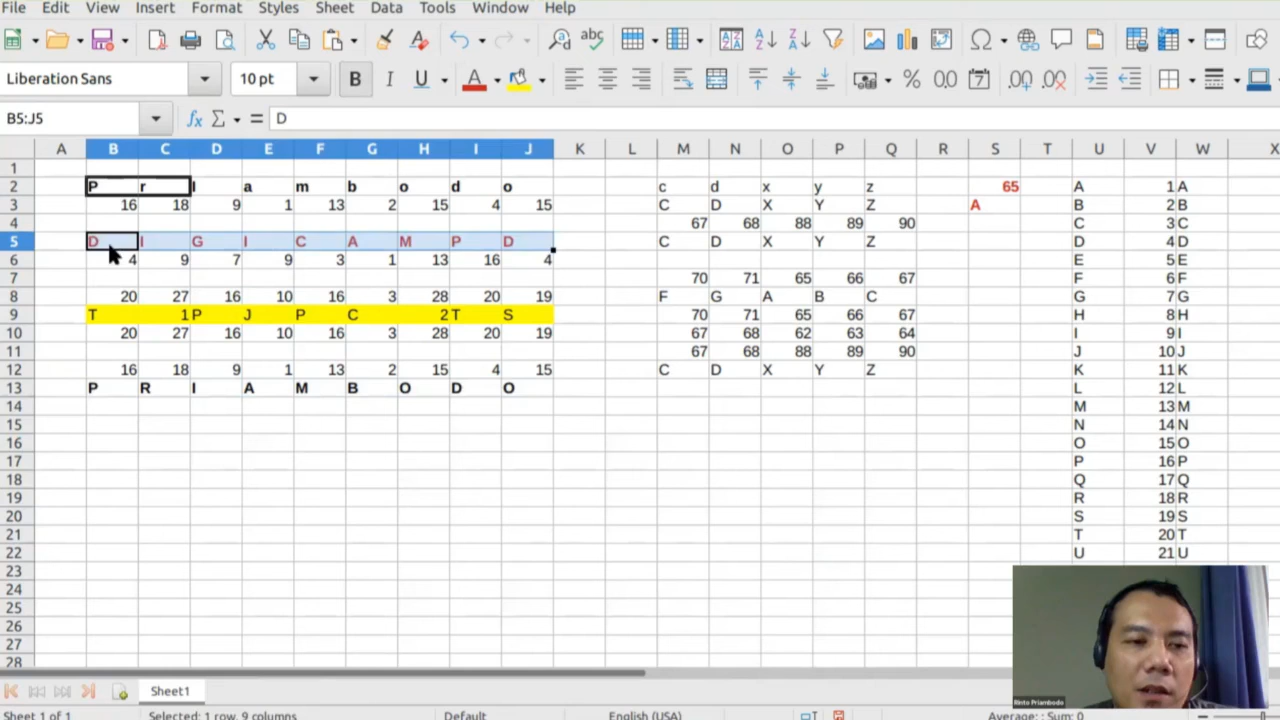 File Edit View Insert Format Styles Sheet Data Tools Window Help
Liberation Sans 10 pt B I U A % 0.0 .00 .00
B5:J5 fx Σ = D
A B C D E F G H I J K L M N O P Q R S T U V W X
1
2 P r I a m b o d o c d x y z 65 A 1 A
3 16 18 9 1 13 2 15 4 15 C D X Y Z A B 2 B
4 67 68 88 89 90 C 3 C
5 D I G I C A M P D C D X Y Z D 4 D
6 4 9 7 9 3 1 13 16 4 E 5 E
7 70 71 65 66 67 F 6 F
8 20 27 16 10 16 3 28 20 19 F G A B C G 7 G
9 T 1 P J P C 2 T S 70 71 65 66 67 H 8 H
10 20 27 16 10 16 3 28 20 19 67 68 62 63 64 I 9 I
11 67 68 88 89 90 J 10 J
12 16 18 9 1 13 2 15 4 15 C D X Y Z K 11 K
13 P R I A M B O D O L 12 L
14 M 13 M
15 N 14 N
16 O 15 O
17 P 16 P
18 Q 17 Q
19 R 18 R
20 S 19 S
21 T 20 T
22 U 21 U
23
24
25
26
27
28
Rinto Priambodo
Sheet1
Sheet 1 of 1 Selected: 1 row, 9 columns Default English (USA) Average: ; Sum: 0